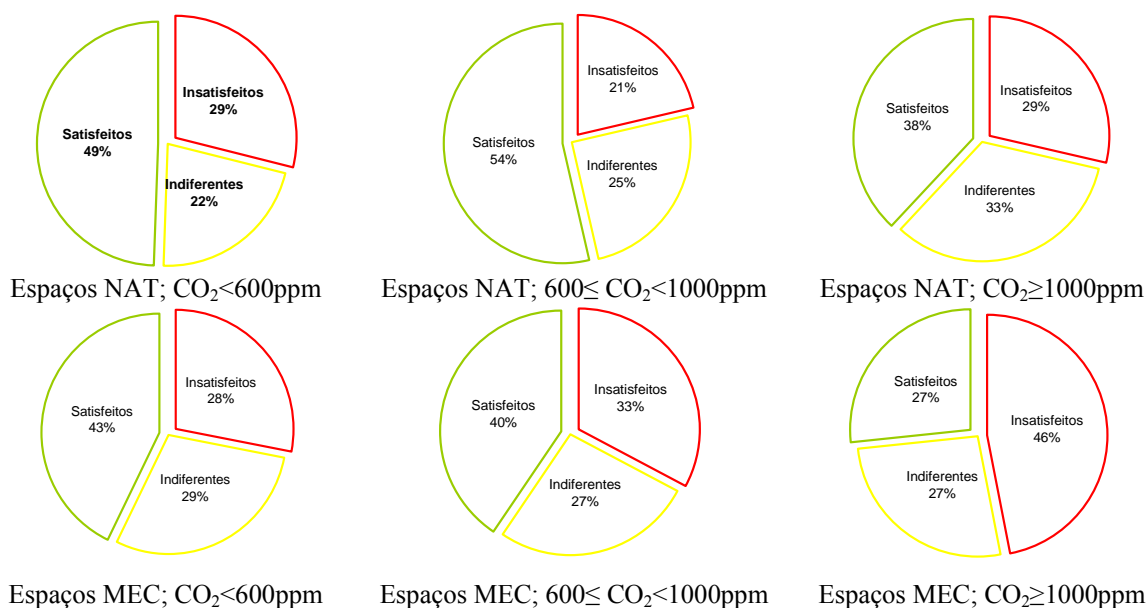 Insatisfeitos
29%
Satisfeitos
49%
Indiferentes
22%
Espaços NAT; CO₂<600ppm
Insatisfeitos
21%
Satisfeitos
54%
Indiferentes
25%
Espaços NAT; 600≤ CO₂<1000ppm
Insatisfeitos
29%
Satisfeitos
38%
Indiferentes
33%
Espaços NAT; CO₂≥1000ppm
Insatisfeitos
28%
Satisfeitos
43%
Indiferentes
29%
Espaços MEC; CO₂<600ppm
Insatisfeitos
33%
Satisfeitos
40%
Indiferentes
27%
Espaços MEC; 600≤ CO₂<1000ppm
Satisfeitos
27%
Insatisfeitos
46%
Indiferentes
27%
Espaços MEC; CO₂≥1000ppm